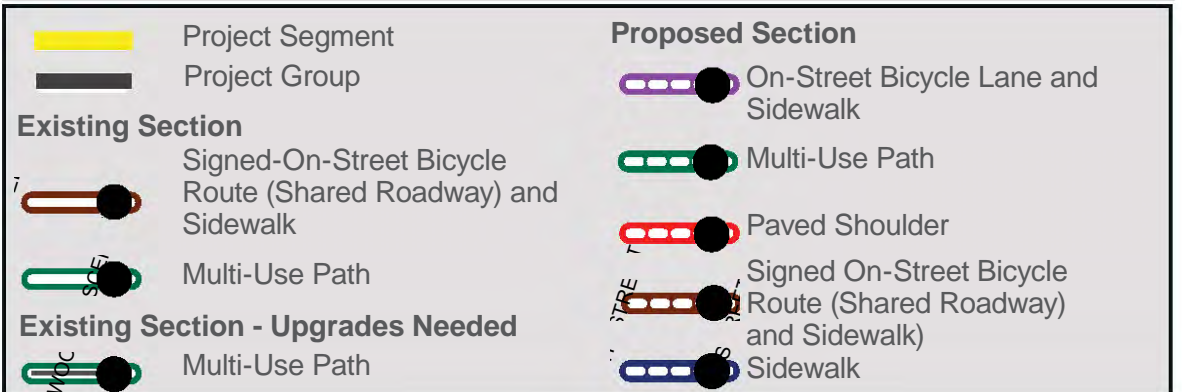 Project Segment
Project Group
Existing Section
Signed-On-Street Bicycle
Route (Shared Roadway) and
Sidewalk
Multi-Use Path
Existing Section - Upgrades Needed
Multi-Use Path
Proposed Section
On-Street Bicycle Lane and
Sidewalk
Multi-Use Path
Paved Shoulder
Signed On-Street Bicycle
Route (Shared Roadway)
and Sidewalk)
Sidewalk